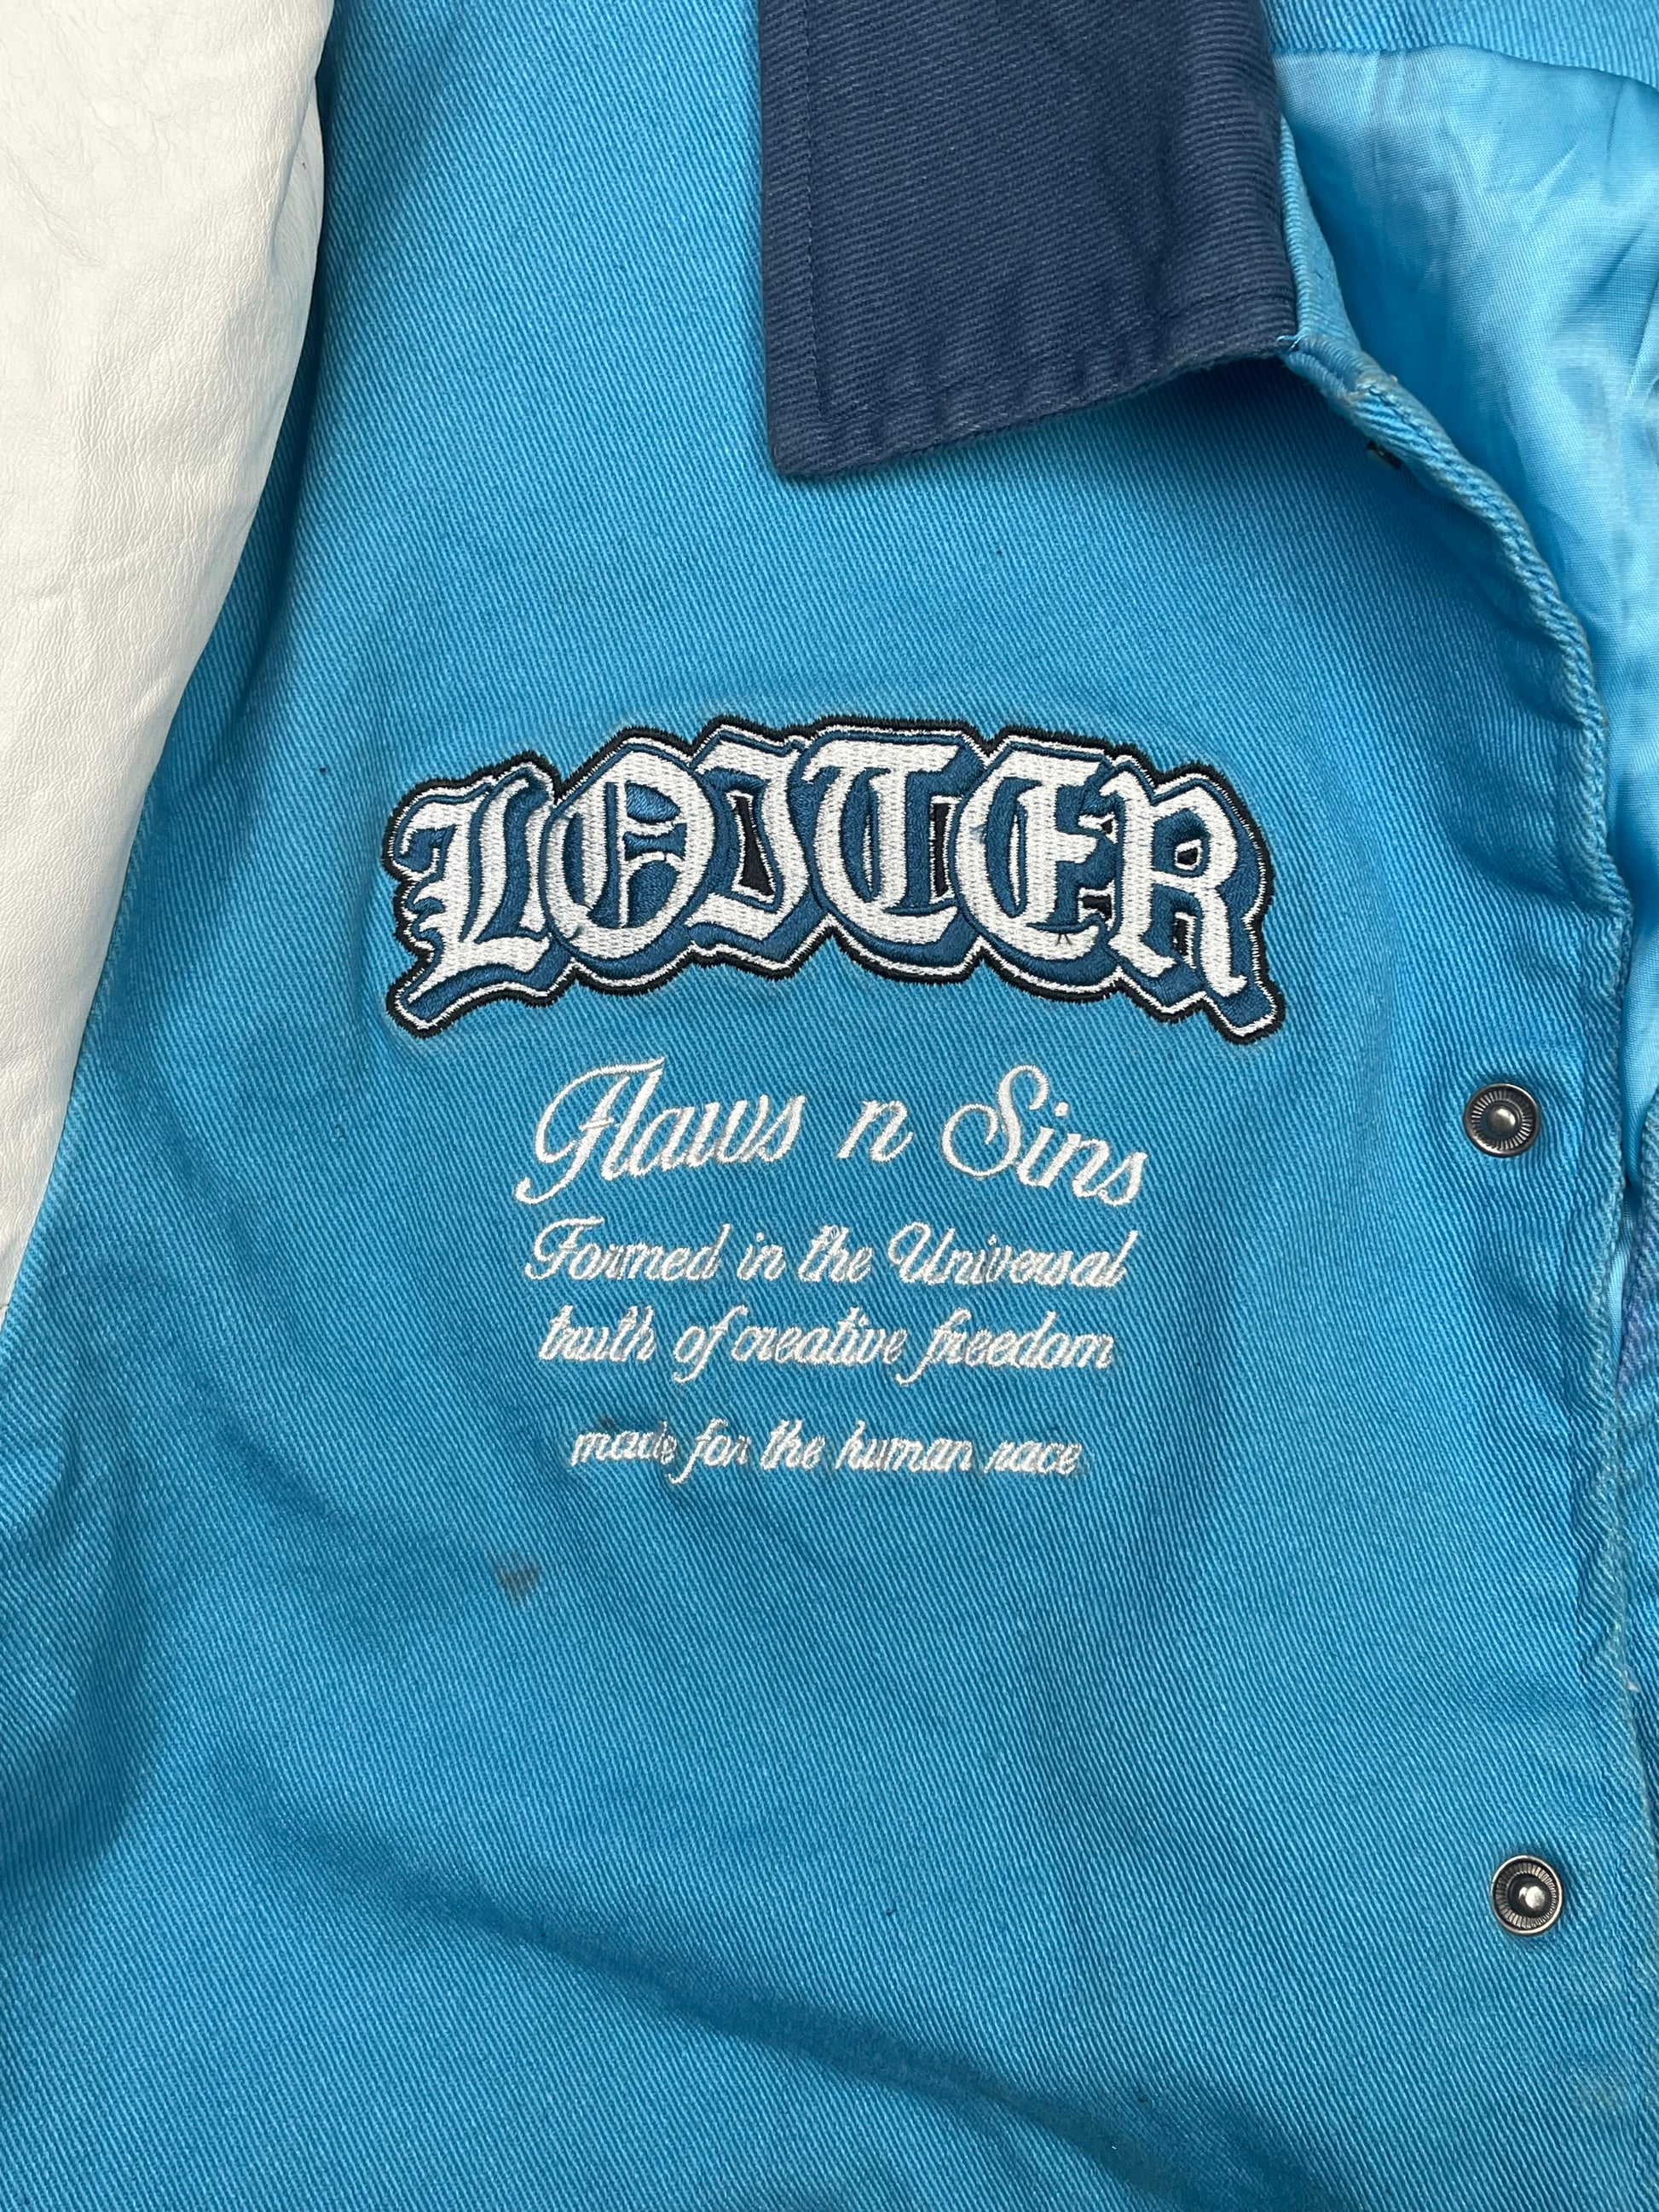 LOITER
Flaws n Sins
Formed in the Universal
truth of creative freedom
made for the human race